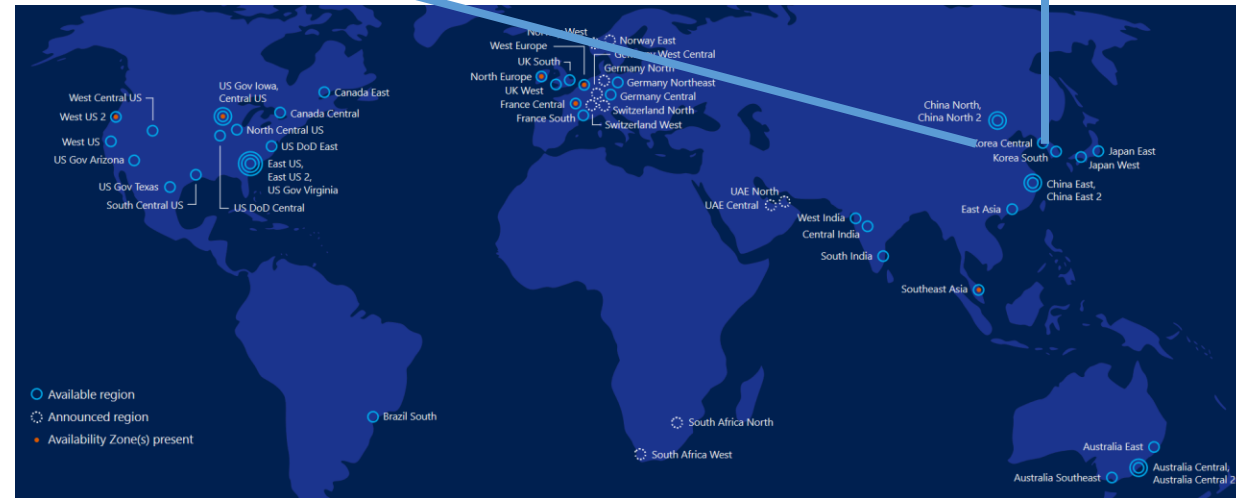 Norway West
Norway East
West Europe
Germany West Central
UK South
Germany North
North Europe
Germany Northeast
UK West
Germany Central
France Central
Switzerland North
France South
Switzerland West
US Gov Iowa,
Central US
Canada East
West Central US
West US 2
Canada Central
North Central US
West US
US DoD East
US Gov Arizona
East US,
East US 2,
US Gov Virginia
US Gov Texas
South Central US
US DoD Central
China North,
China North 2
Korea Central
Korea South
Japan East
Japan West
China East,
China East 2
UAE North
UAE Central
East Asia
West India
Central India
South India
Southeast Asia
Available region
Announced region
Availability Zone(s) present
Brazil South
South Africa North
South Africa West
Australia East
Australia Central,
Australia Central 2
Australia Southeast